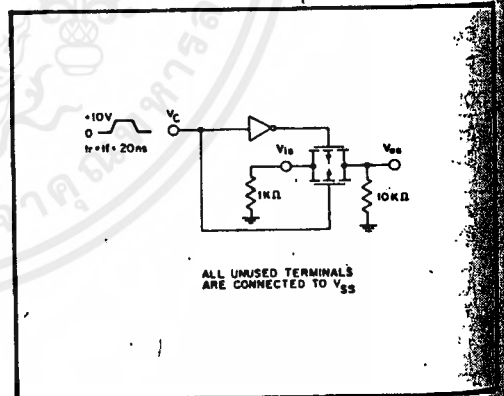 +10V
0
tr=tf= 20ns
VC
Vis
Vos
1KΩ
10KΩ
ALL UNUSED TERMINALS
ARE CONNECTED TO VSS